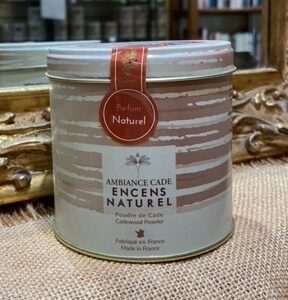 Parfum
Naturel
AMBIANCE CADE
ENCENS
NATUREL
Poudre de Cade
Cadewood Powder
Fabriqué en France
Made in France